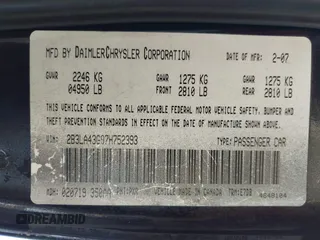 MFD BY DAIMLERCHRYSLER CORPORATION DATE OF MFR 2-07
GVWR 2246 KG GAWR FRONT 1275 KG GAWR REAR 1275 KG
04950 LB 2810 LB 2810 LB
THIS VEHICLE CONFORMS TO ALL APPLICABLE FEDERAL MOTOR VEHICLE SAFETY, BUMPER
AND THEFT PREVENTION STANDARDS IN EFFECT ON THE DATE OF MANUFACTURE SHOWN ABOVE
VIN: 2B3LA43G97H752393 TYPE: PASSENGER CAR
MDH: 020719 VEHICLE MADE IN CANADA
DREAMBID